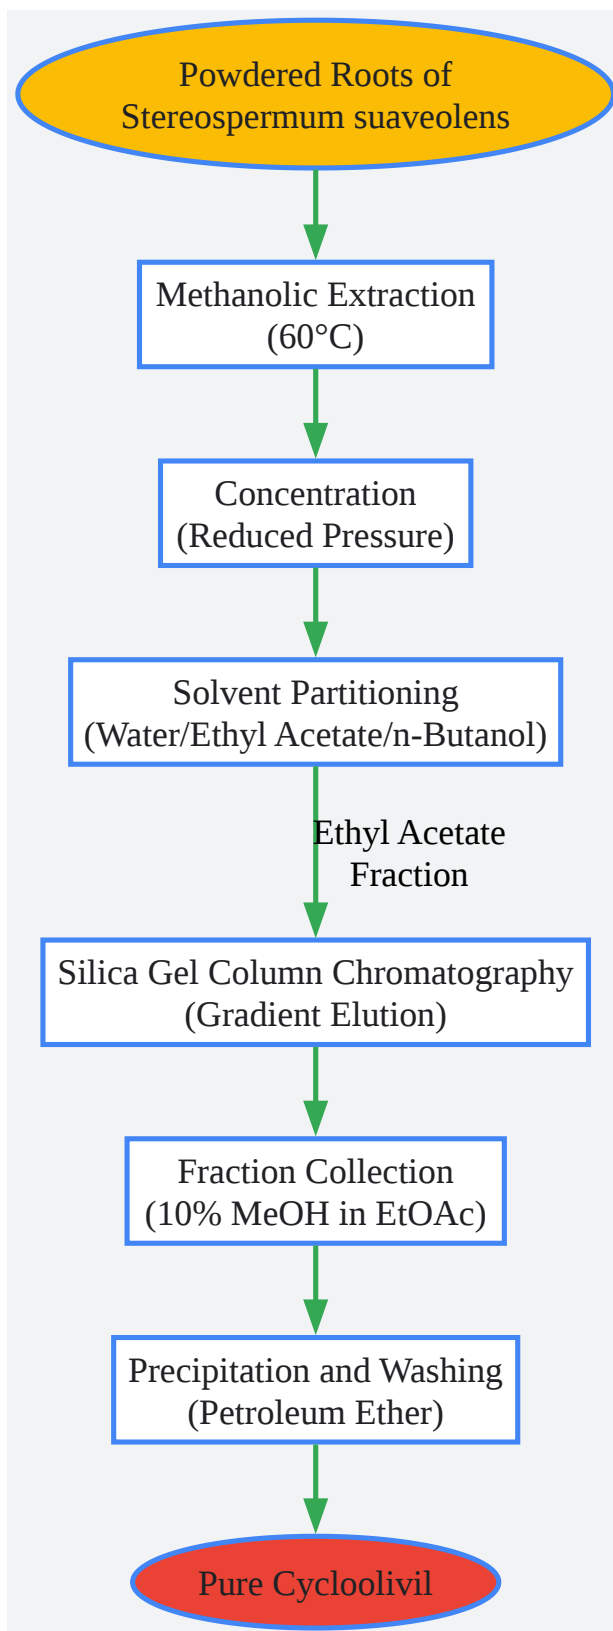 Powdered Roots of
Stereospermum suaveolens
Methanolic Extraction
(60°C)
Concentration
(Reduced Pressure)
Solvent Partitioning
(Water/Ethyl Acetate/n-Butanol)
Ethyl Acetate
Fraction
Silica Gel Column Chromatography
(Gradient Elution)
Fraction Collection
(10% MeOH in EtOAc)
Precipitation and Washing
(Petroleum Ether)
Pure Cycloolivil